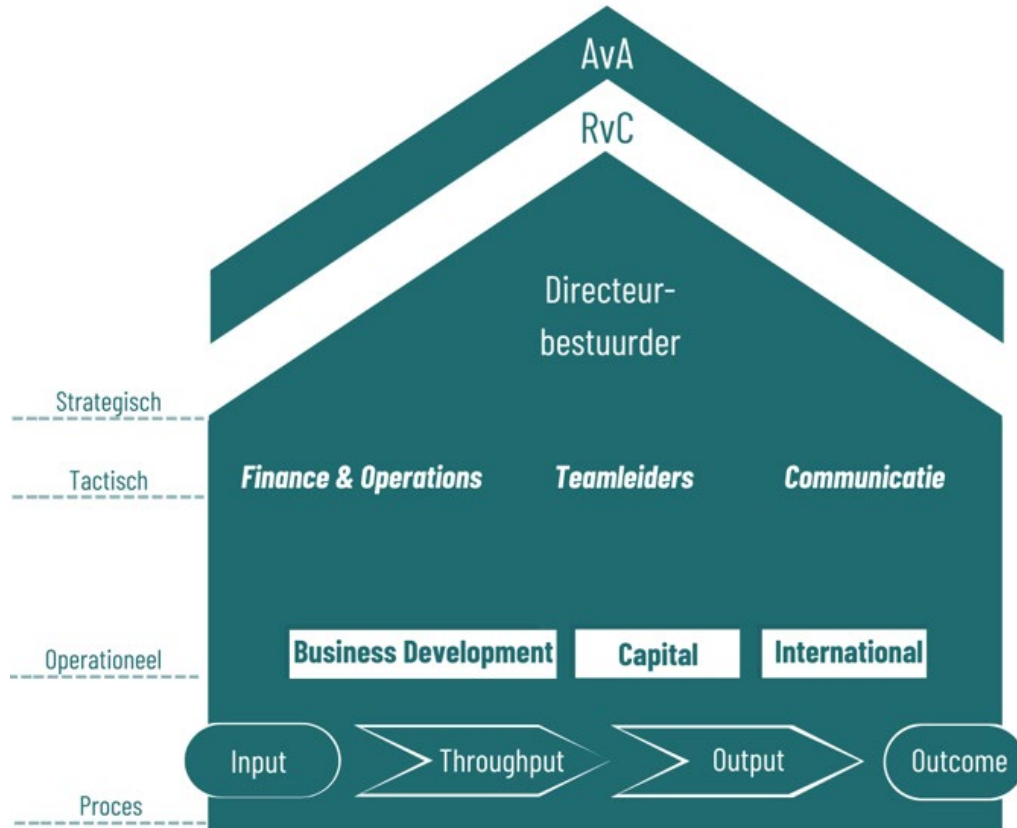 AvA
RvC
Directeur-
bestuurder
Strategisch
Tactisch
Finance & Operations
Teamleiders
Communicatie
Operationeel
Business Development
Capital
International
Input
Throughput
Output
Outcome
Proces